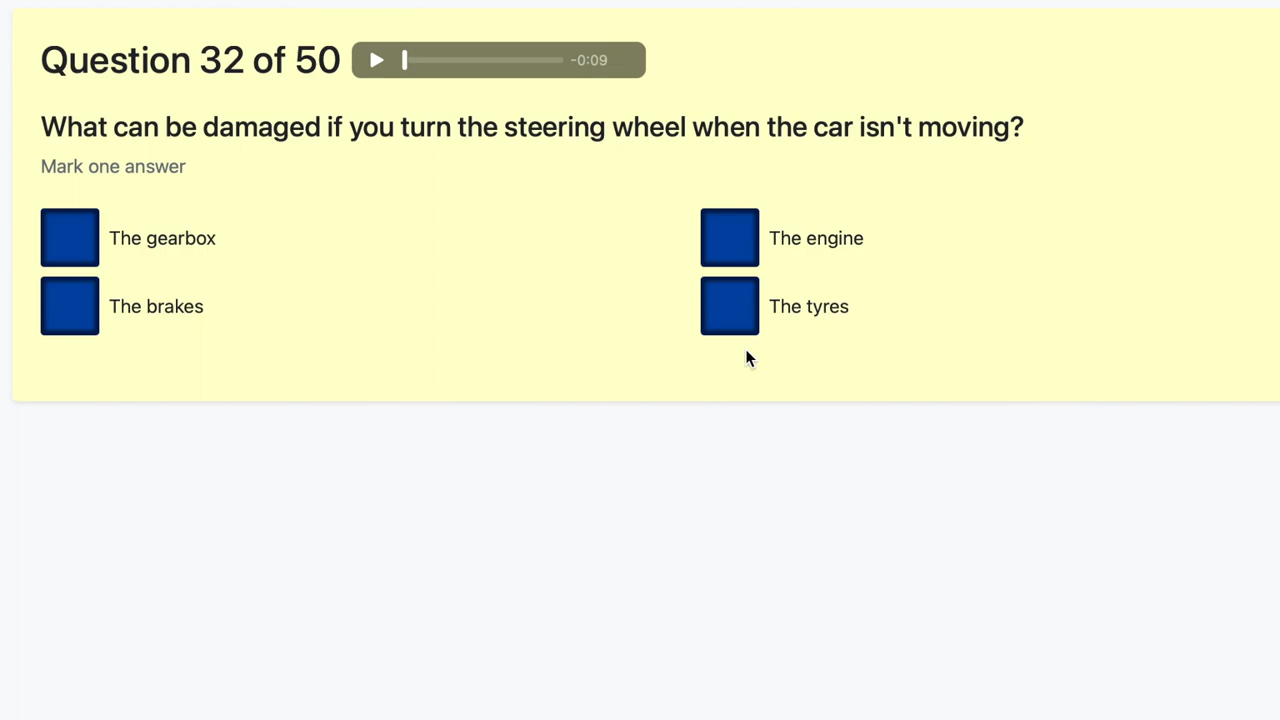 Question 32 of 50
-0:09
What can be damaged if you turn the steering wheel when the car isn't moving?
Mark one answer
The gearbox
The engine
The brakes
The tyres